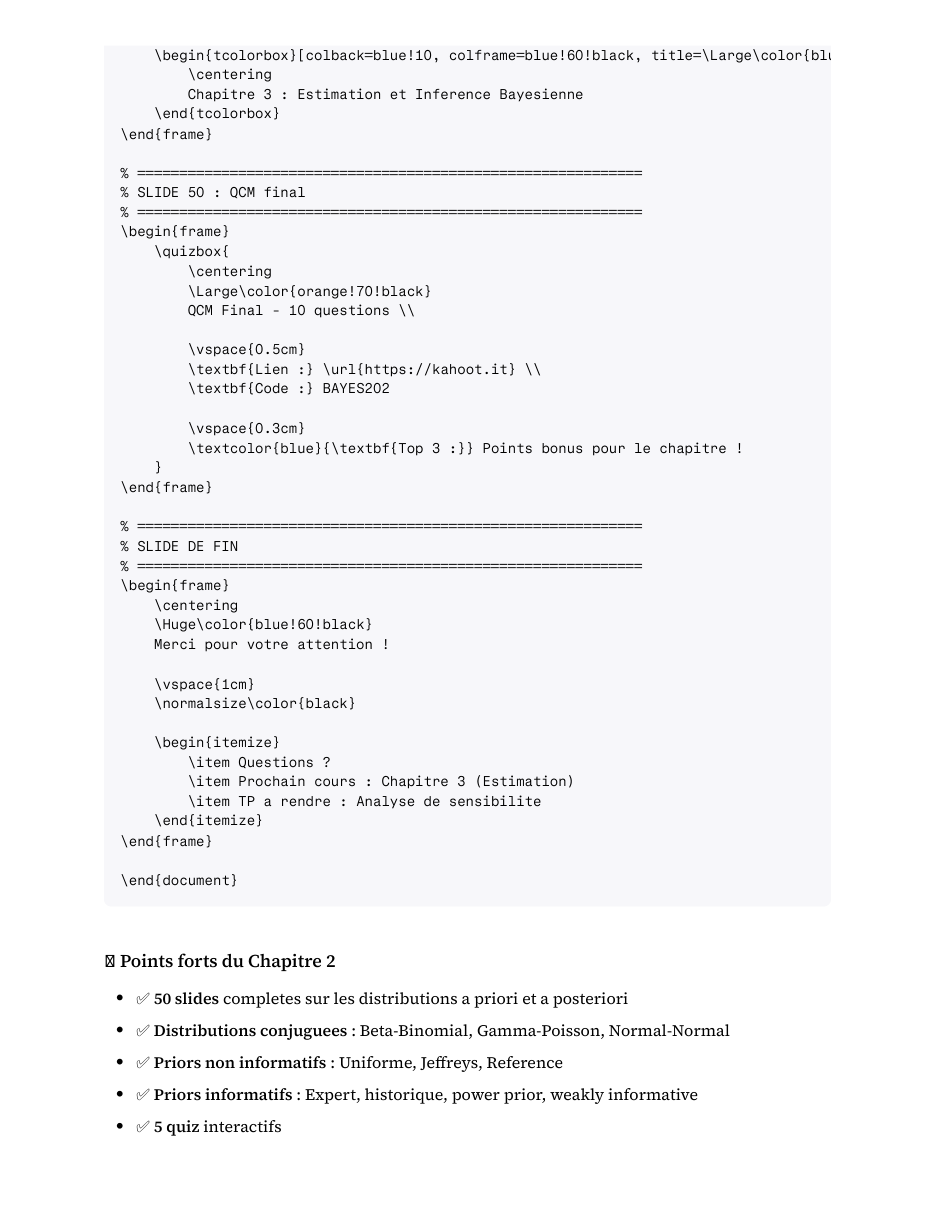 \begin{tcolorbox}[colback=blue!10, colframe=blue!60!black, title=\Large\color{blu
\centering
Chapitre 3 : Estimation et Inference Bayesienne
\end{tcolorbox}
\end{frame}
% ============================================================
% SLIDE 50 : QCM final
% ============================================================
\begin{frame}
\quizbox{
\centering
\Large\color{orange!70!black}
QCM Final - 10 questions \\
\vspace{0.5cm}
\textbf{Lien :} \url{https://kahoot.it} \\
\textbf{Code :} BAYES202
\vspace{0.3cm}
\textcolor{blue}{\textbf{Top 3 :}} Points bonus pour le chapitre !
}
\end{frame}
% ============================================================
% SLIDE DE FIN
% ============================================================
\begin{frame}
\centering
\Huge\color{blue!60!black}
Merci pour votre attention !
\vspace{1cm}
\normalsize\color{black}
\begin{itemize}
\item Questions ?
\item Prochain cours : Chapitre 3 (Estimation)
\item TP a rendre : Analyse de sensibilite
\end{itemize}
\end{frame}
\end{document}
Points forts du Chapitre 2
• ✅ 50 slides completes sur les distributions a priori et a posteriori
• ✅ Distributions conjuguees : Beta-Binomial, Gamma-Poisson, Normal-Normal
• ✅ Priors non informatifs : Uniforme, Jeffreys, Reference
• ✅ Priors informatifs : Expert, historique, power prior, weakly informative
• ✅ 5 quiz interactifs